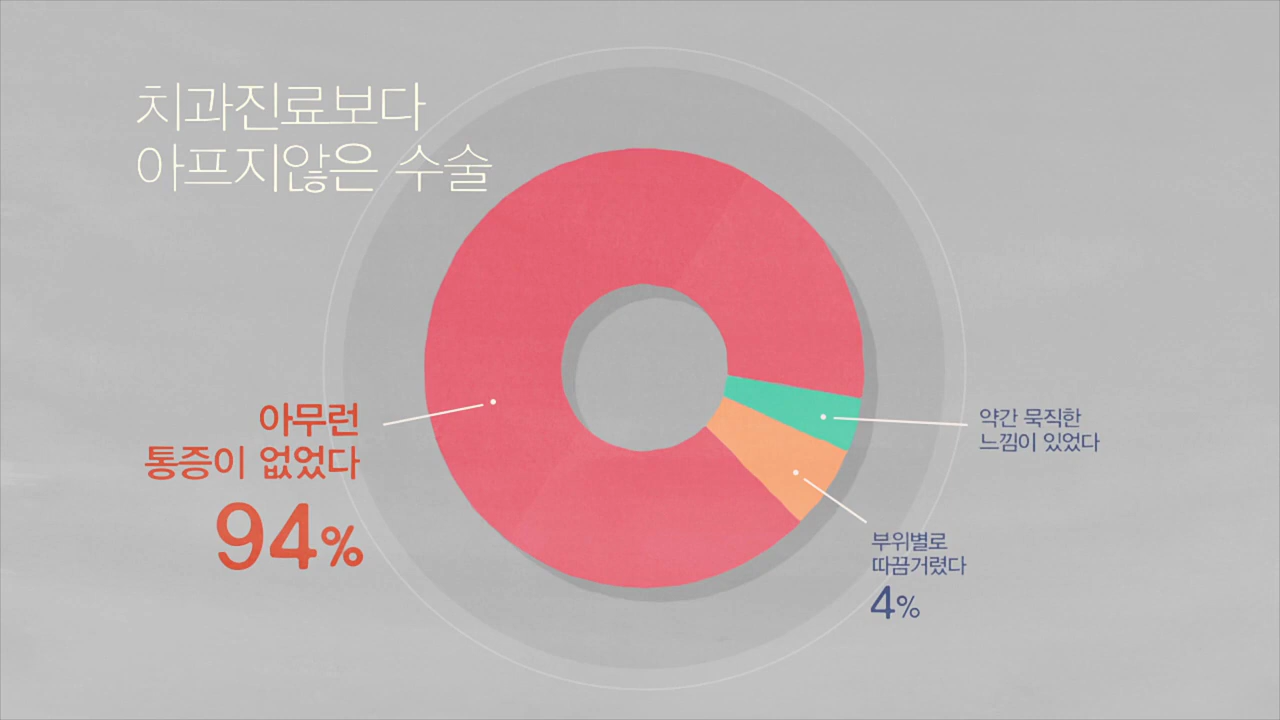 치과진료보다
아프지않은 수술
아무런
통증이 없었다
94%
약간 묵직한
느낌이 있었다
부위별로
따끔거렸다
4%